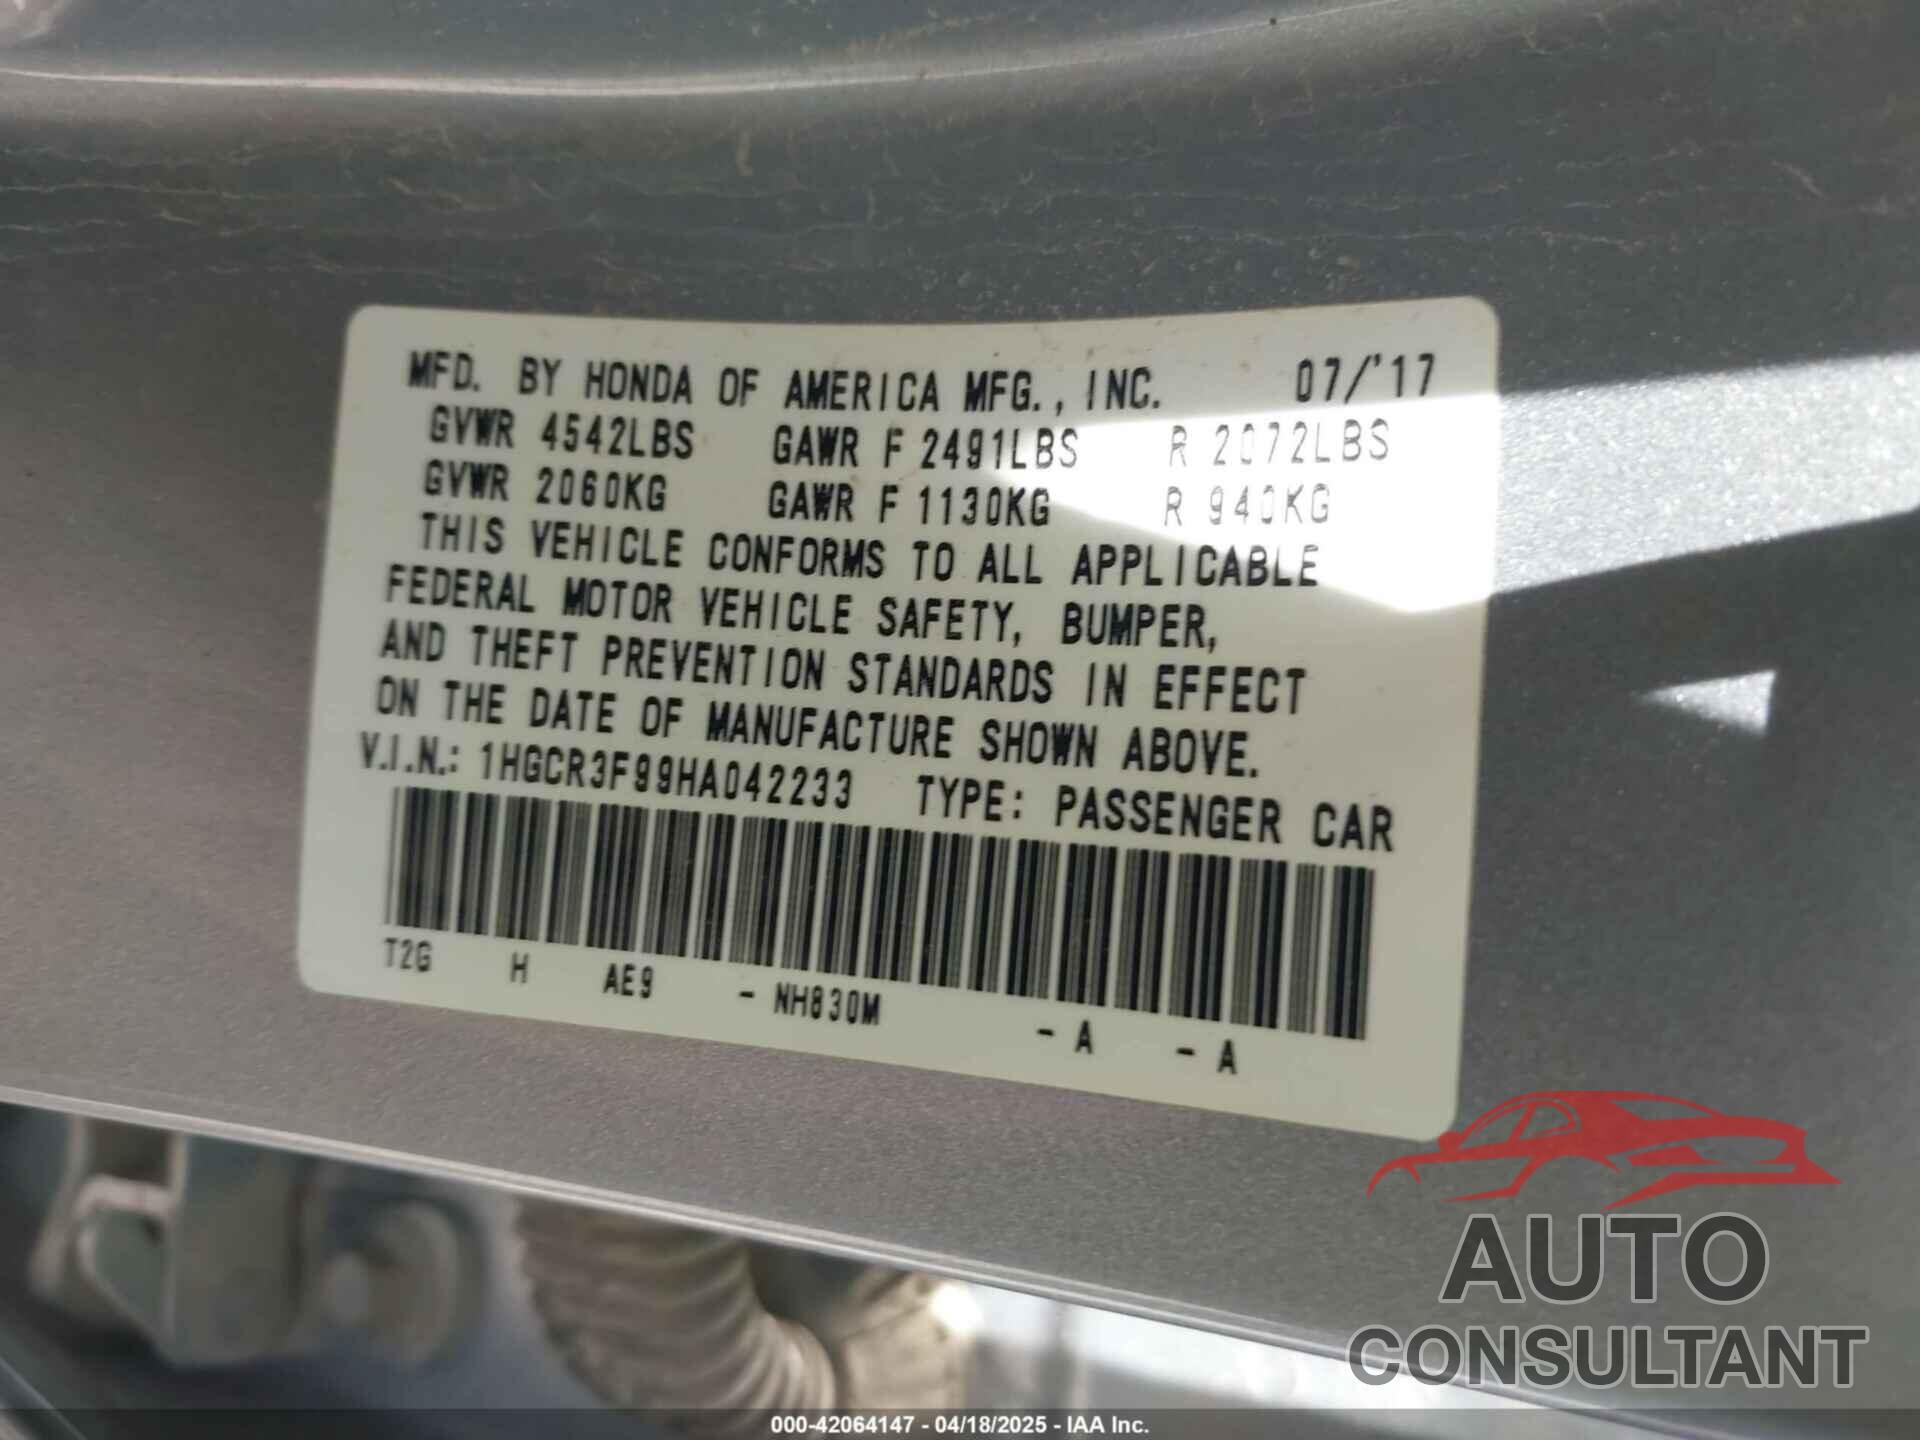 MFD. BY HONDA OF AMERICA MFG., INC. 07/'17
GVWR 4542LBS GAWR F 2491LBS R 2072LBS
GVWR 2060KG GAWR F 1130KG R 940KG
THIS VEHICLE CONFORMS TO ALL APPLICABLE
FEDERAL MOTOR VEHICLE SAFETY, BUMPER,
AND THEFT PREVENTION STANDARDS IN EFFECT
ON THE DATE OF MANUFACTURE SHOWN ABOVE.
V.I.N.: 1HGCR3F99HA042233 TYPE: PASSENGER CAR
T2G H AE9 - NH830M - A - A
AUTO
CONSULTANT
000-42064147 - 04/18/2025 - IAA Inc.